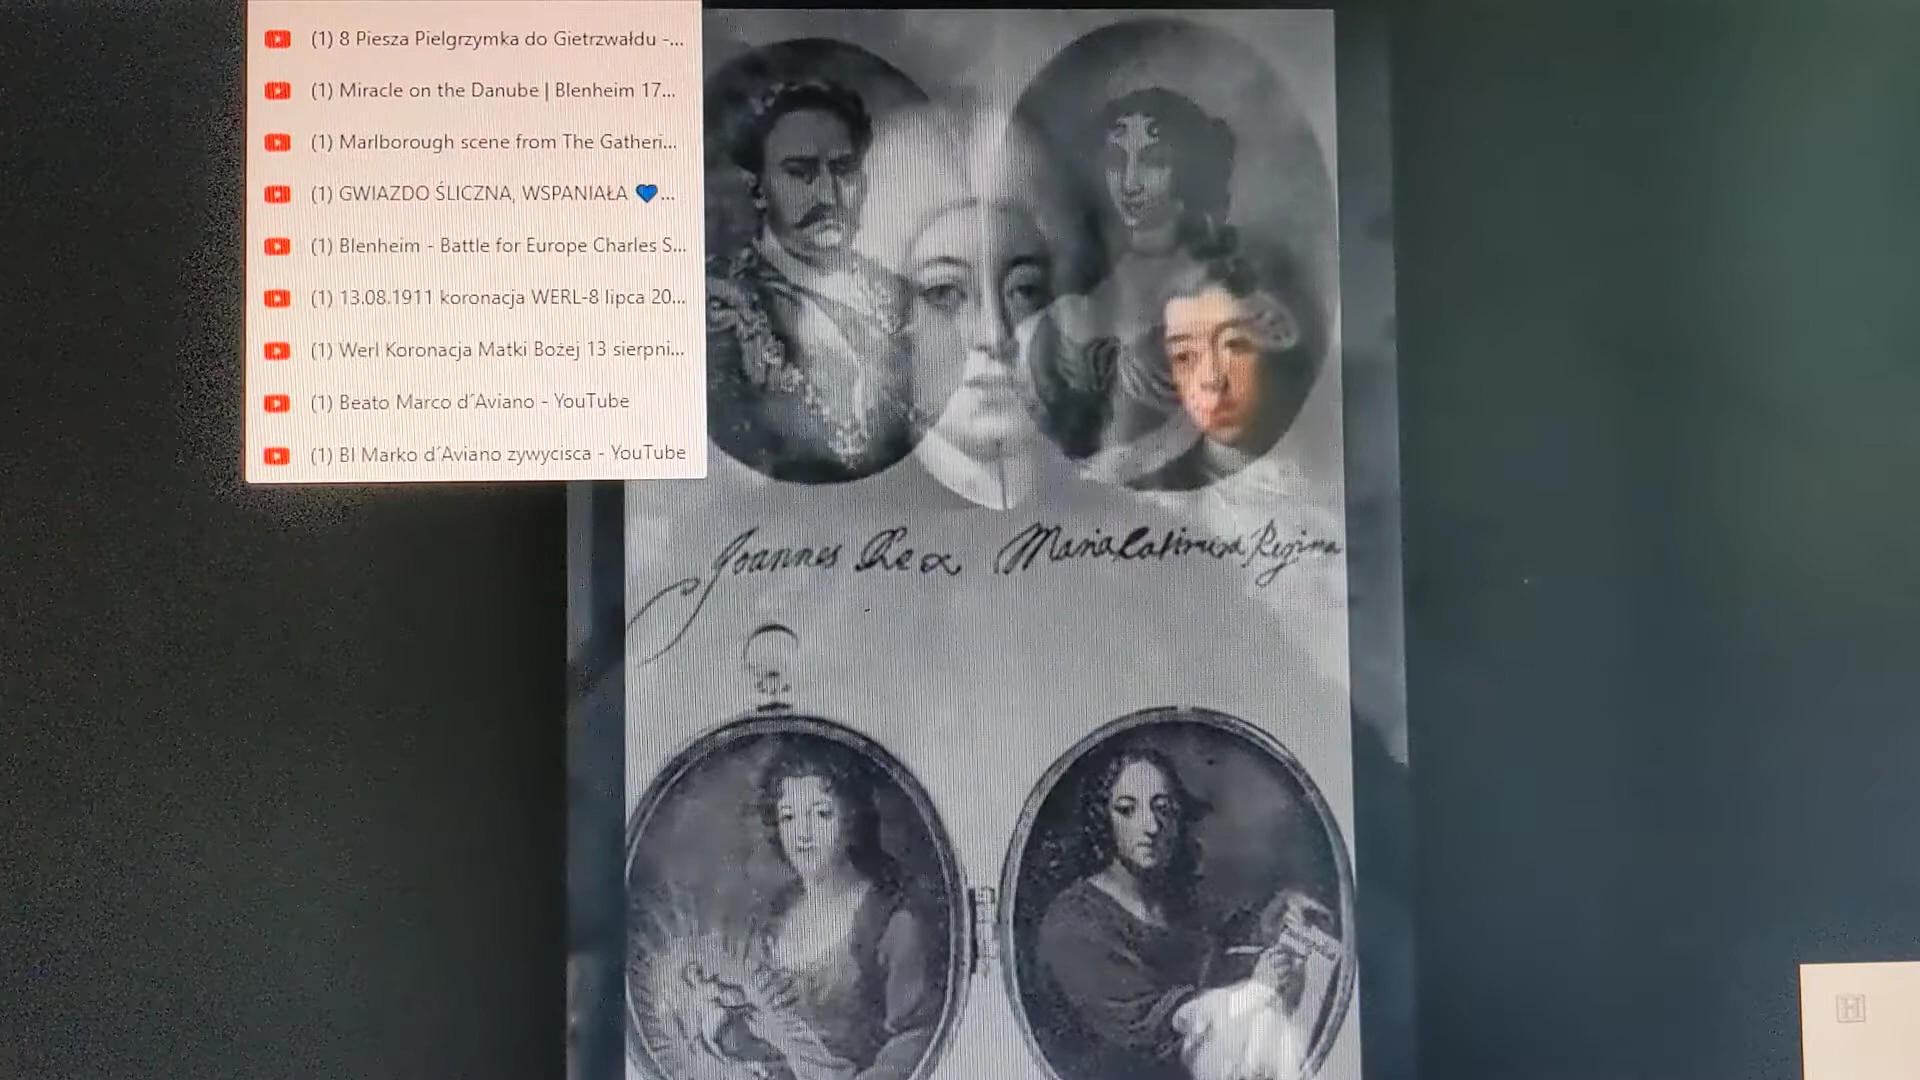 (1) 8 Piesza Pielgrzymka do Gietrzwałdu -...
(1) Miracle on the Danube | Blenheim 17...
(1) Marlborough scene from The Gatheri...
(1) GWIAZDO ŚLICZNA, WSPANIAŁA 💙...
(1) Blenheim - Battle for Europe Charles S...
(1) 13.08.1911 koronacja WERL-8 lipca 20...
(1) Werl Koronacja Matki Bożej 13 sierpni...
(1) Beato Marco d´Aviano - YouTube
(1) Bl Marko d´Aviano zywycisca - YouTube
Joannes Rex Maria Casimira Regina
H